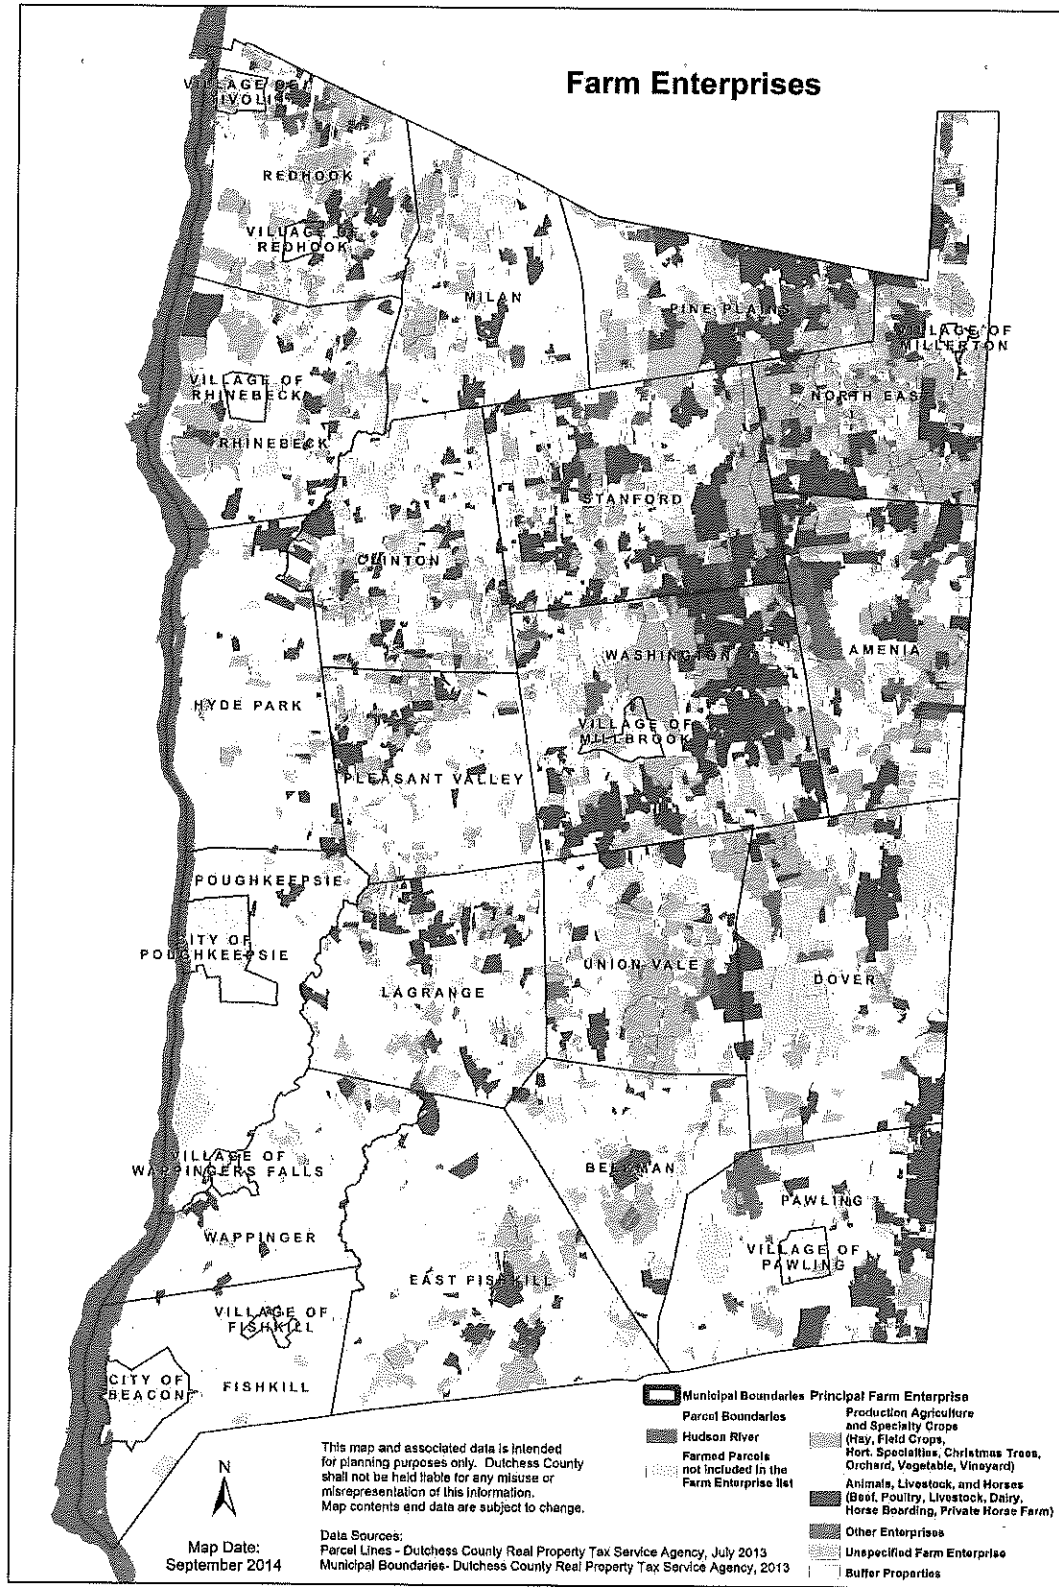 Farm Enterprises
VILLAGE OF
TIVOLI
REDHOOK
VILLAGE OF
REDHOOK
MILAN
PINE PLAINS
VILLAGE OF
MILLERTON
VILLAGE OF
RHINEBECK
NORTH EAST
RHINEBECK
STANFORD
CLINTON
WASHINGTON
AMENIA
HYDE PARK
VILLAGE OF
MILLBROOK
PLEASANT VALLEY
POUGHKEEPSIE
CITY OF
POUGHKEEPSIE
UNION VALE
LAGRANGE
DOVER
VILLAGE OF
WAPPINGERS FALLS
BEEKMAN
PAWLING
WAPPINGER
VILLAGE OF
PAWLING
EAST FISHKILL
VILLAGE OF
FISHKILL
CITY OF
BEACON
FISHKILL
Municipal Boundaries
Parcel Boundaries
Hudson River
Farmed Parcels
not included in the
Farm Enterprise list
Principal Farm Enterprise
Production Agriculture
and Specialty Crops
(Hay, Field Crops,
Hort. Specialties, Christmas Trees,
Orchard, Vegetable, Vineyard)
Animals, Livestock, and Horses
(Beef, Poultry, Livestock, Dairy,
Horse Boarding, Private Horse Farm)
Other Enterprises
Unspecified Farm Enterprise
Buffer Properties
This map and associated data is intended
for planning purposes only. Dutchess County
shall not be held liable for any misuse or
misrepresentation of this information.
Map contents and data are subject to change.
N
Map Date:
September 2014
Data Sources:
Parcel Lines - Dutchess County Real Property Tax Service Agency, July 2013
Municipal Boundaries- Dutchess County Real Property Tax Service Agency, 2013